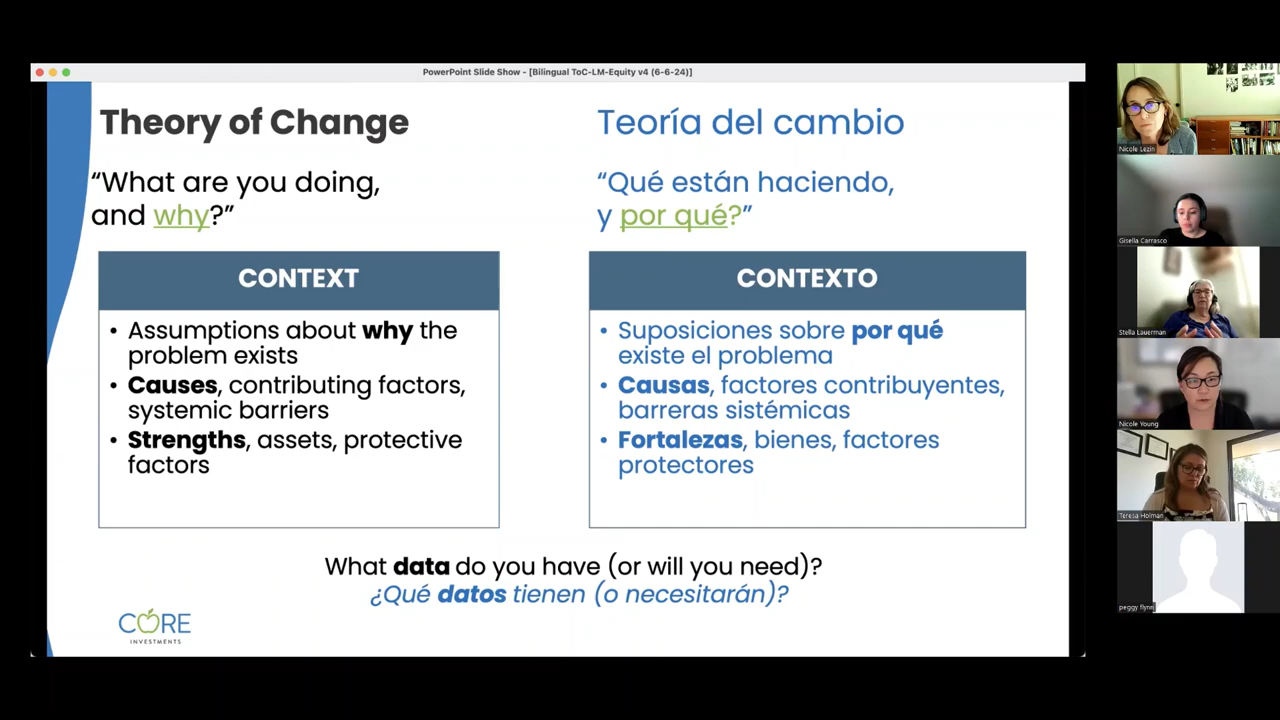 PowerPoint Slide Show - [Bilingual ToC-LM-Equity v4 (6-6-24)]
Theory of Change
“What are you doing,
and why?”
CONTEXT
• Assumptions about why the
problem exists
• Causes, contributing factors,
systemic barriers
• Strengths, assets, protective
factors
Teoría del cambio
“Qué están haciendo,
y por qué?”
CONTEXTO
• Suposiciones sobre por qué
existe el problema
• Causas, factores contribuyentes,
barreras sistémicas
• Fortalezas, bienes, factores
protectores
What data do you have (or will you need)?
¿Qué datos tienen (o necesitarán)?
CORE
INVESTMENTS
Nicole Lezin
Gisella Carrasco
Stella Lauerman
Nicole Young
Teresa Holman
peggy flynn